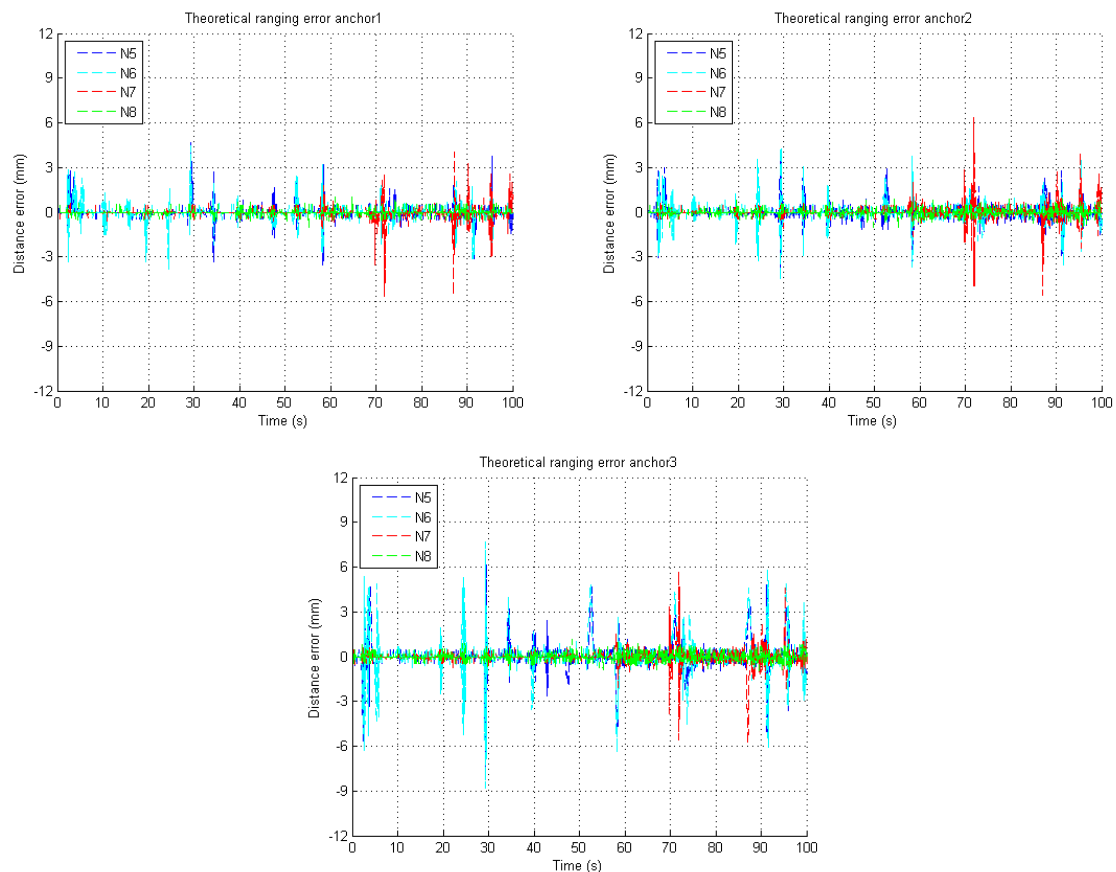 Theoretical ranging error anchor1
12
9
6
3
0
-3
-6
-9
-12
Distance error (mm)
N5
N6
N7
N8
0 10 20 30 40 50 60 70 80 90 100
Time (s)
Theoretical ranging error anchor2
12
9
6
3
0
-3
-6
-9
-12
Distance error (mm)
N5
N6
N7
N8
0 10 20 30 40 50 60 70 80 90 100
Time (s)
Theoretical ranging error anchor3
12
9
6
3
0
-3
-6
-9
-12
Distance error (mm)
N5
N6
N7
N8
0 10 20 30 40 50 60 70 80 90 100
Time (s)